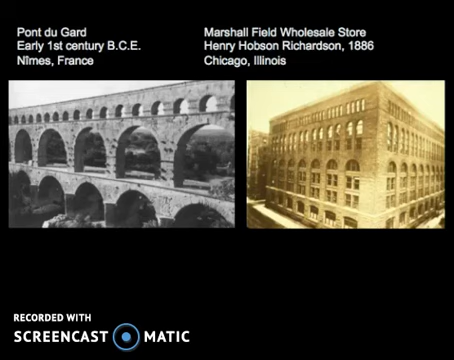 Pont du Gard
Early 1st century B.C.E.
Nîmes, France
Marshall Field Wholesale Store
Henry Hobson Richardson, 1886
Chicago, Illinois
RECORDED WITH
SCREENCAST MATIC